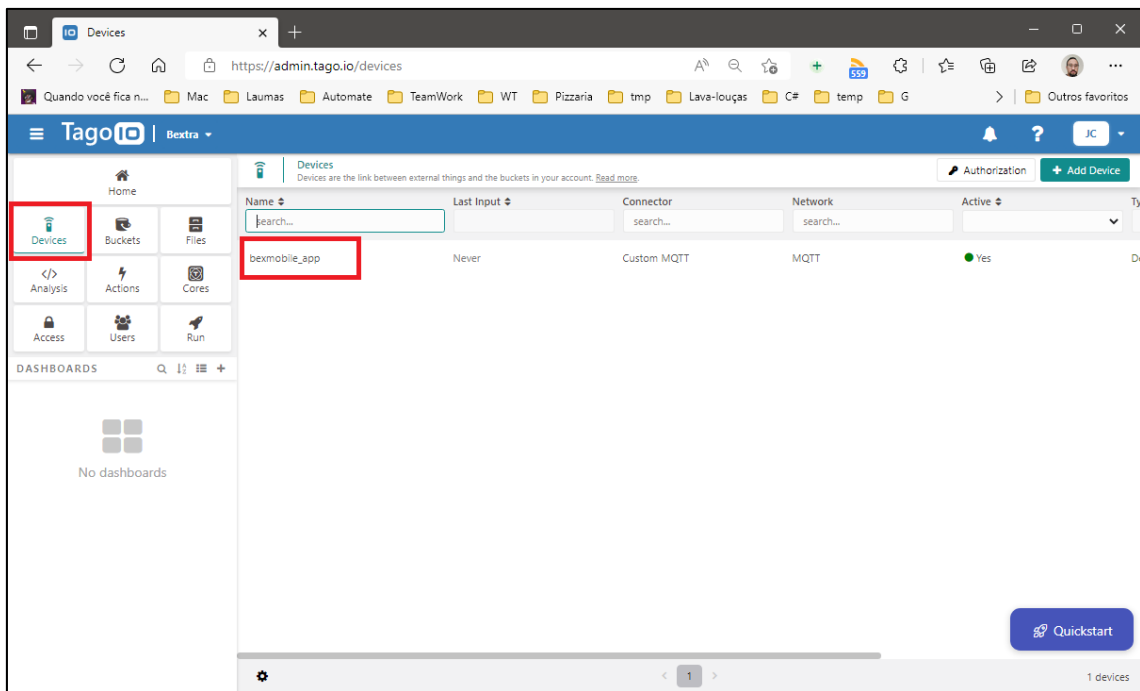 Devices
https://admin.tago.io/devices
559
Quando você fica n... Mac Laumas Automate TeamWork WT Pizzaria tmp Lava-louças C# temp G Outros favoritos
TagoIO Bextra ? JC
Home
Devices Buckets Files
Analysis Actions Cores
Access Users Run
DASHBOARDS
No dashboards
Devices
Devices are the link between external things and the buckets in your account. Read more.
Authorization + Add Device
Name Last Input Connector Network Active Ty
search... search... search...
bexmobile_app Never Custom MQTT MQTT Yes D
Quickstart
< 1 > 1 devices